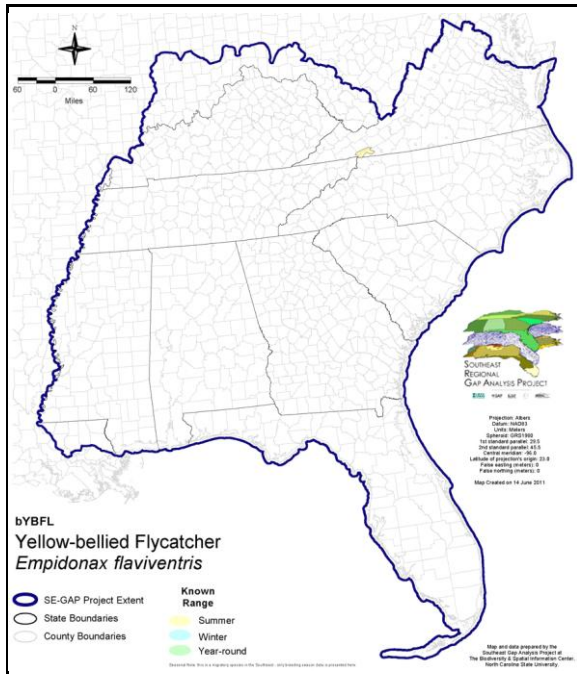 N
60 0 60 120
Miles
SOUTHEAST
REGIONAL
GAP ANALYSIS PROJECT
Projection: Albers
Datum: NAD83
Units: Meters
Spheroid: GRS1980
1st standard parallel: 29.5
2nd standard parallel: 45.5
Central meridian: -96.0
Latitude of projection's origin: 23.0
False easting (meters): 0
False northing (meters): 0
Map Created on 14 June 2011
bYBFL
Yellow-bellied Flycatcher
Empidonax flaviventris
SE-GAP Project Extent
State Boundaries
County Boundaries
Known
Range
Summer
Winter
Year-round
Map and data prepared by the
Southeast Gap Analysis Project at
The Biodiversity & Spatial Information Center,
North Carolina State University.